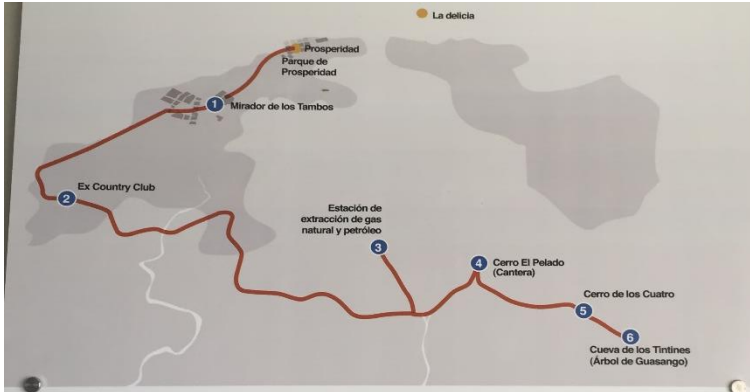 La delicia
Prosperidad
Parque de
Prosperidad
1
Mirador de los Tambos
2
Ex Country Club
Estación de
extracción de gas
natural y petróleo
3
4
Cerro El Pelado
(Cantera)
Cerro de los Cuatro
5
6
Cueva de los Tintines
(Árbol de Guasango)